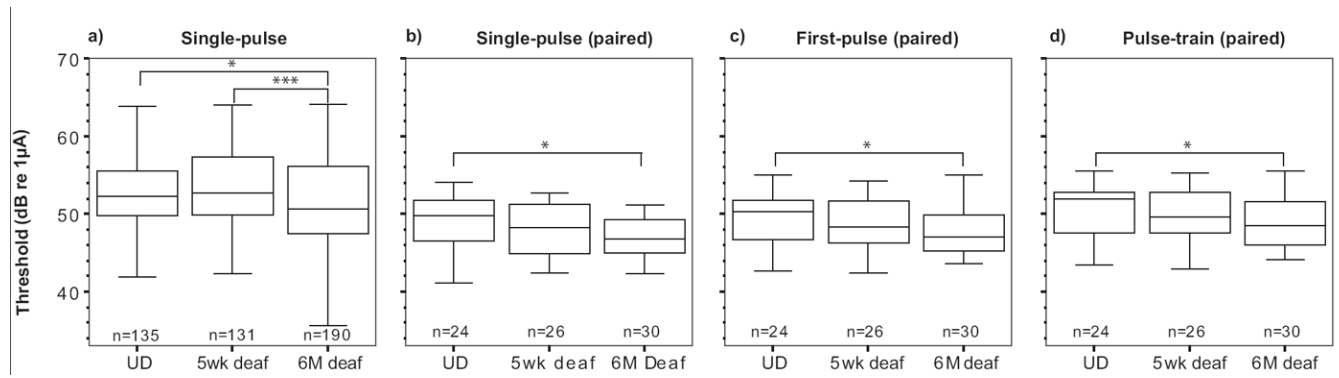 a) Single-pulse
b) Single-pulse (paired)
c) First-pulse (paired)
d) Pulse-train (paired)
Threshold (dB re 1µA)
70
60
50
40
*
***
n=135 n=131 n=190
UD 5wk deaf 6M deaf
*
n=24 n=26 n=30
UD 5wk deaf 6M Deaf
*
n=24 n=26 n=30
UD 5wk deaf 6M deaf
*
n=24 n=26 n=30
UD 5wk deaf 6M deaf